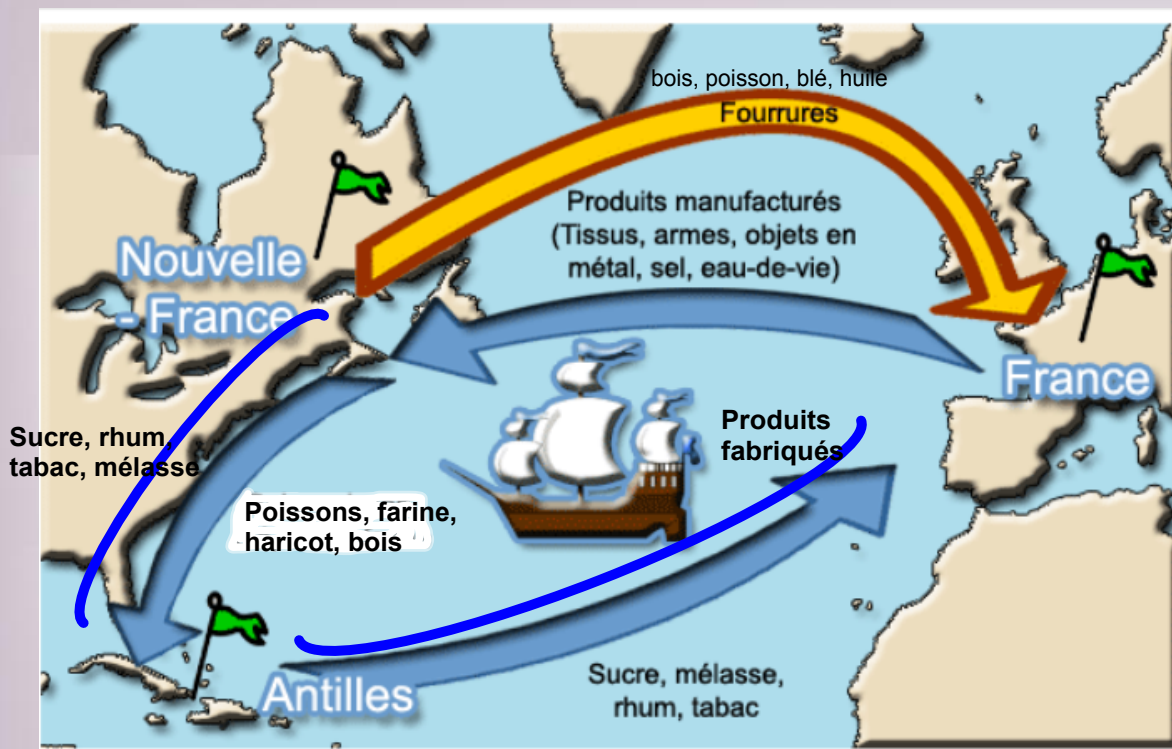 bois, poisson, blé, huile
Fourrures
Produits manufacturés
(Tissus, armes, objets en
métal, sel, eau-de-vie)
Nouvelle
- France
France
Sucre, rhum,
tabac, mélasse
Produits
fabriqués
Poissons, farine,
haricot, bois
Antilles
Sucre, mélasse,
rhum, tabac